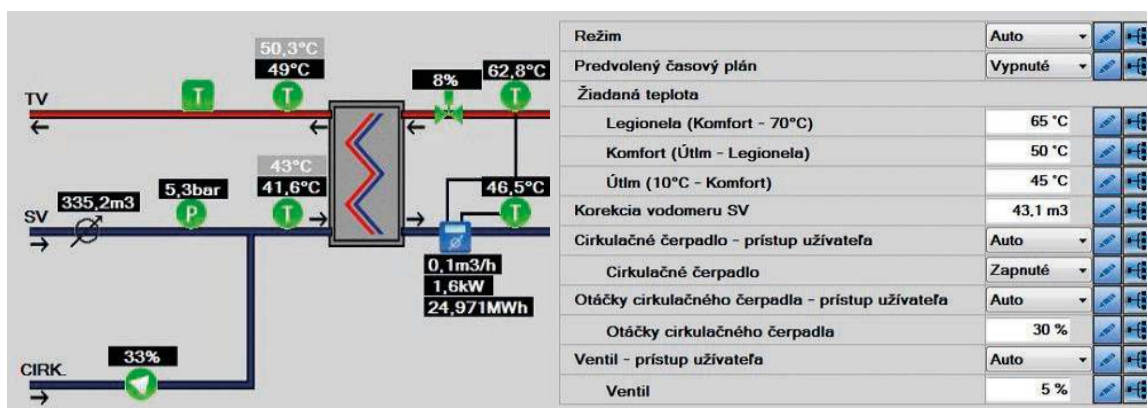 50,3°C
49°C
8%
62,8°C
TV
T
T
T
43°C
5,3bar
41,6°C
46,5°C
335,2m3
SV
P
T
T
0,1m3/h
1,6kW
24,971MWh
33%
CIRK.
Režim Auto
Predvolený časový plán Vypnuté
Žiadaná teplota
Legionela (Komfort - 70°C) 65 °C
Komfort (Útlm - Legionela) 50 °C
Útlm (10°C - Komfort) 45 °C
Korekcia vodomeru SV 43,1 m3
Cirkulačné čerpadlo - prístup užívateľa Auto
Cirkulačné čerpadlo Zapnuté
Otáčky cirkulačného čerpadla - prístup užívateľa Auto
Otáčky cirkulačného čerpadla 30 %
Ventil - prístup užívateľa Auto
Ventil 5 %